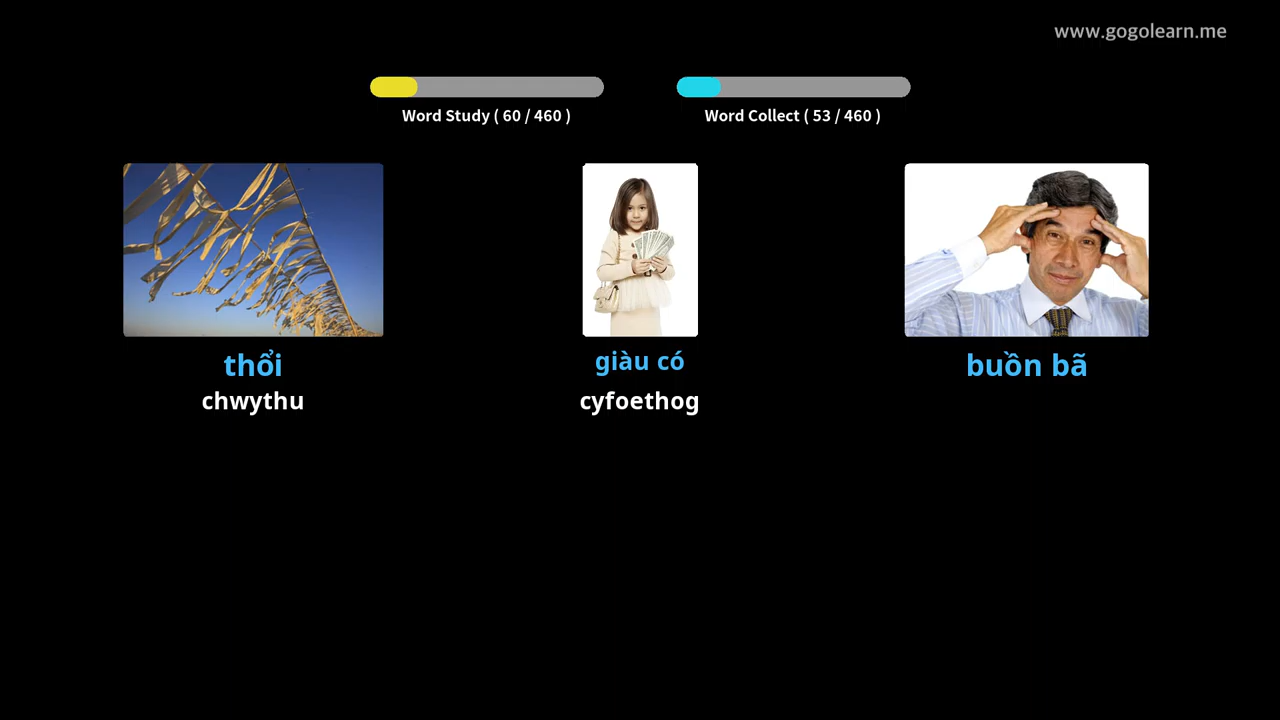 www.gogolearn.me
Word Study ( 60 / 460 )
Word Collect ( 53 / 460 )
thổi
chwythu
giàu có
cyfoethog
buồn bã